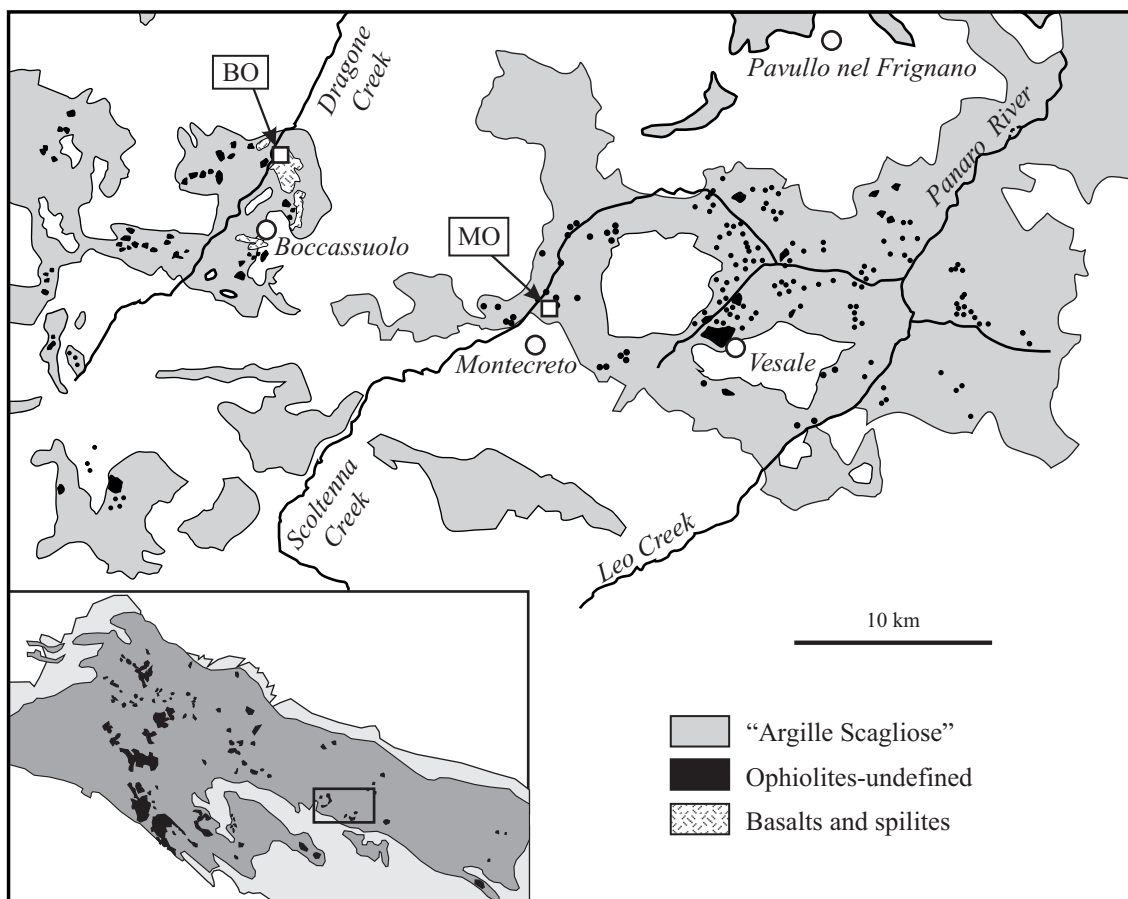 BO
Dragone
Creek
Pavullo nel Frignano
Panaro River
Boccassuolo
MO
Montecreto
Vesale
Scoltenna
Creek
Leo Creek
10 km
“Argille Scagliose”
Ophiolites-undefined
Basalts and spilites